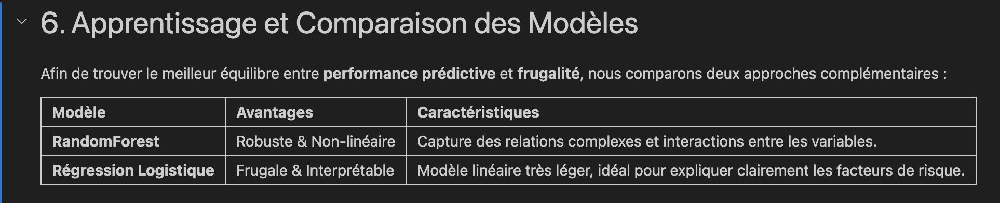 6. Apprentissage et Comparaison des Modèles
Afin de trouver le meilleur équilibre entre performance prédictive et frugalité, nous comparons deux approches complémentaires :
Modèle Avantages Caractéristiques
RandomForest Robuste & Non-linéaire Capture des relations complexes et interactions entre les variables.
Régression Logistique Frugale & Interprétable Modèle linéaire très léger, idéal pour expliquer clairement les facteurs de risque.